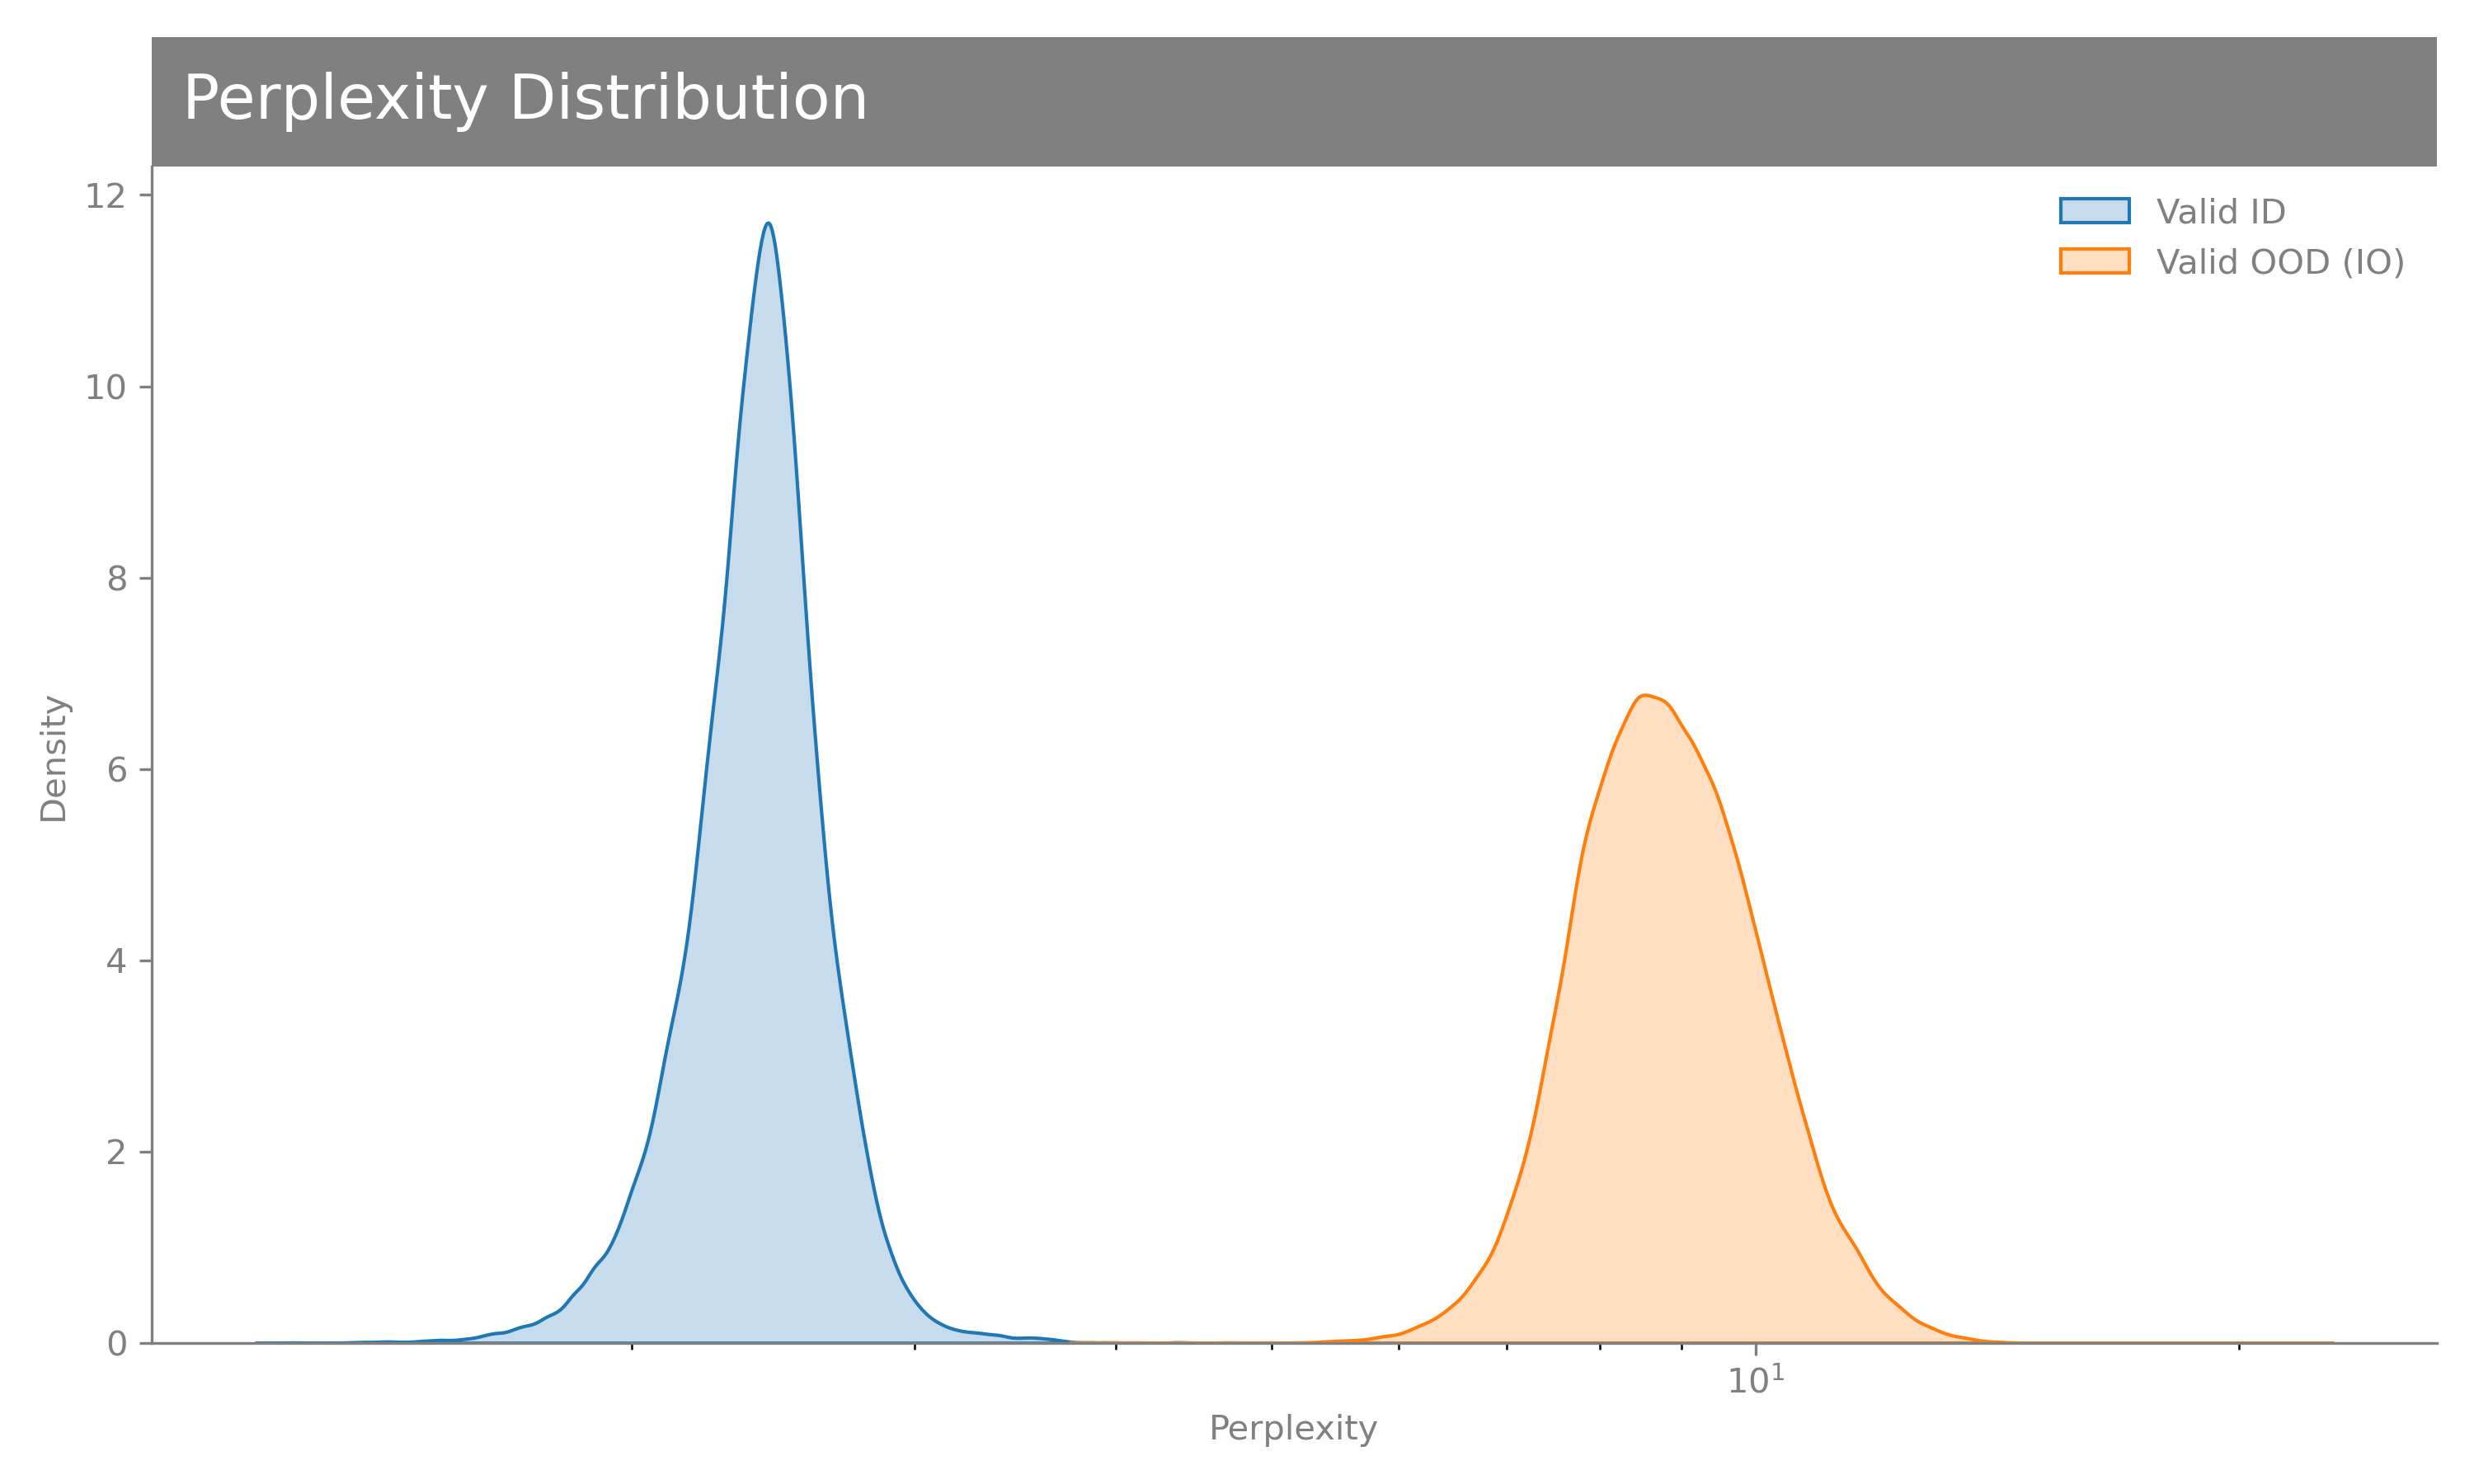 Perplexity Distribution
Valid ID
Valid OOD (IO)
12
10
8
6
4
2
0
Density
10¹
Perplexity